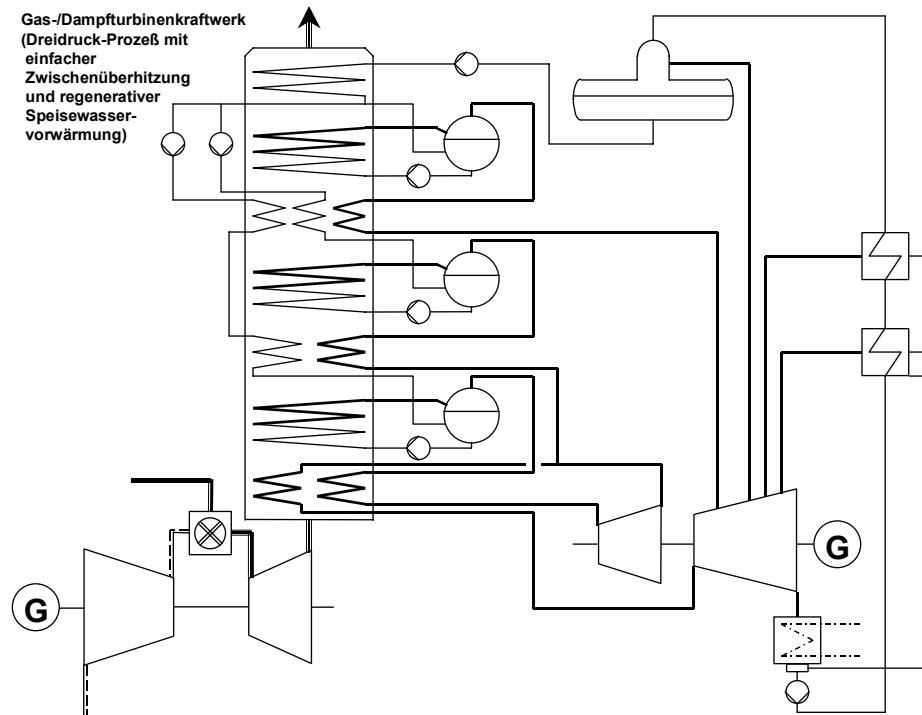 Gas-/Dampfturbinenkraftwerk
(Dreidruck-Prozeß mit
einfacher
Zwischenüberhitzung
und regenerativer
Speisewasser-
vorwärmung)
G
G